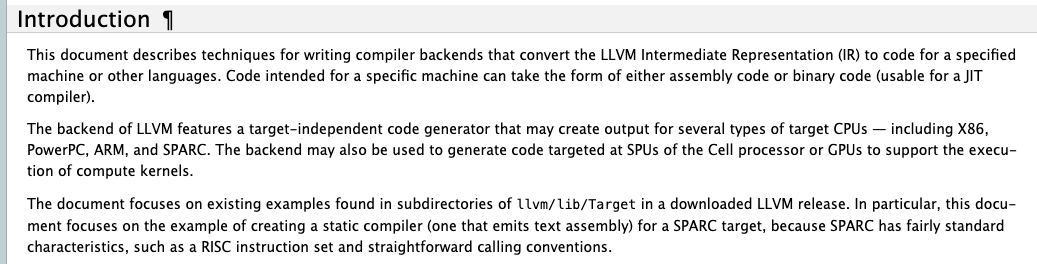 Introduction ¶
This document describes techniques for writing compiler backends that convert the LLVM Intermediate Representation (IR) to code for a specified
machine or other languages. Code intended for a specific machine can take the form of either assembly code or binary code (usable for a JIT
compiler).
The backend of LLVM features a target-independent code generator that may create output for several types of target CPUs — including X86,
PowerPC, ARM, and SPARC. The backend may also be used to generate code targeted at SPUs of the Cell processor or GPUs to support the execu-
tion of compute kernels.
The document focuses on existing examples found in subdirectories of llvm/lib/Target in a downloaded LLVM release. In particular, this docu-
ment focuses on the example of creating a static compiler (one that emits text assembly) for a SPARC target, because SPARC has fairly standard
characteristics, such as a RISC instruction set and straightforward calling conventions.